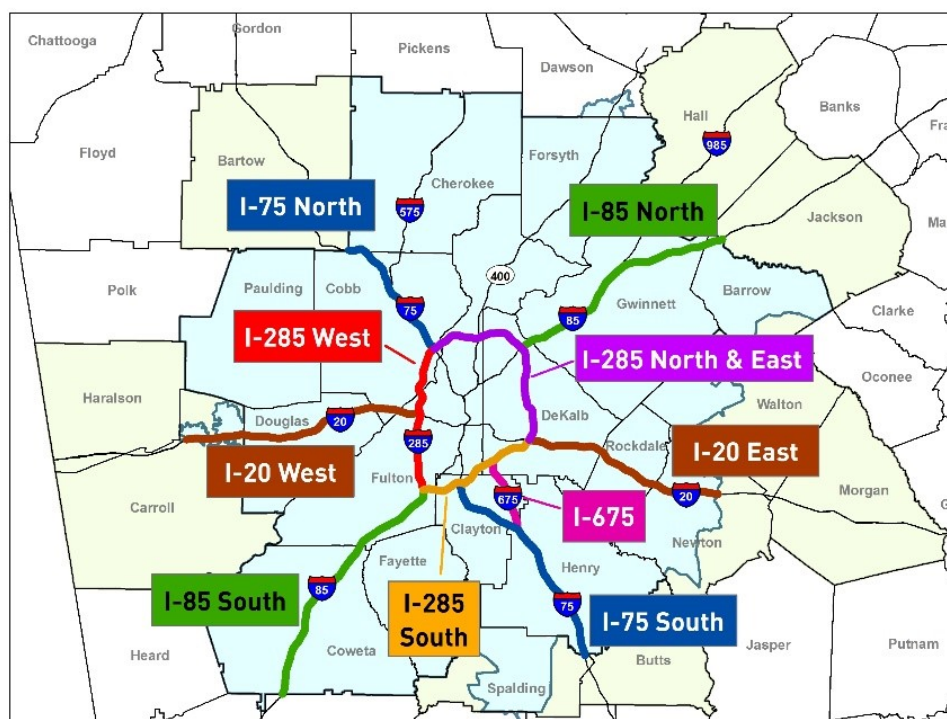 Gordon
Chattooga
Pickens
Dawson
Banks
Hall
Fra
Floyd
Bartow
Forsyth
985
Cherokee
I-75 North
575
I-85 North
Jackson
Ma
400
Polk
Paulding
Cobb
75
Gwinnett
Barrow
85
Clarke
I-285 West
I-285 North & East
Oconee
Haralson
Walton
Douglas
20
DeKalb
285
Rockdale
I-20 East
I-20 West
Fulton
675
20
Morgan
Carroll
I-675
Clayton
Newton
Fayette
Henry
I-85 South
85
I-285
South
75
I-75 South
Jasper
Putnam
Heard
Coweta
Butts
Spalding